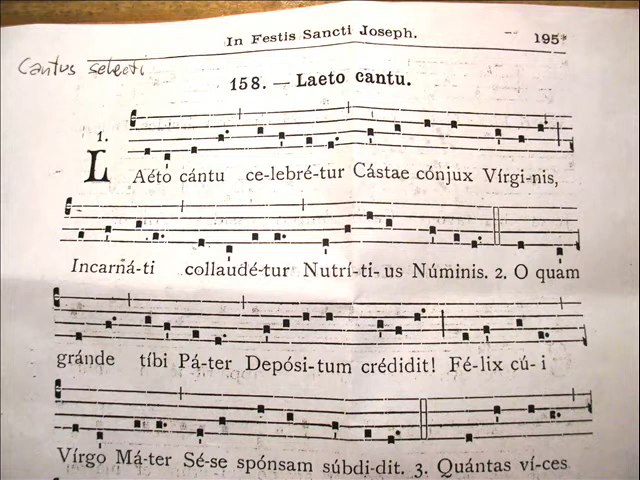 In Festis Sancti Joseph. 195
Cantus selecti
158. — Laeto cantu.
1.
LAéto cántu ce-lebré-tur Cástae cónjux Vírgi-nis,
Incarná-ti collaudé-tur Nutrí-ti-us Núminis. 2. O quam
gránde tíbi Pá-ter Depósi-tum crédidit! Fé-lix cú-i
Vírgo Má-ter Sé-se spónsam súbdi-dit. 3. Quántas ví-ces